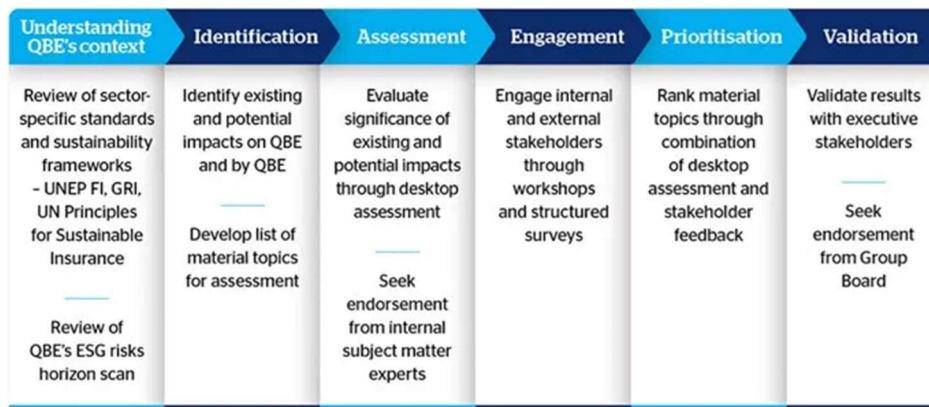 Understanding
QBE's context
Identification
Assessment
Engagement
Prioritisation
Validation
Review of sector-
specific standards
and sustainability
frameworks
– UNEP FI, GRI,
UN Principles
for Sustainable
Insurance
Review of
QBE's ESG risks
horizon scan
Identify existing
and potential
impacts on QBE
and by QBE
Develop list of
material topics
for assessment
Evaluate
significance of
existing and
potential impacts
through desktop
assessment
Seek
endorsement
from internal
subject matter
experts
Engage internal
and external
stakeholders
through
workshops
and structured
surveys
Rank material
topics through
combination
of desktop
assessment and
stakeholder
feedback
Validate results
with executive
stakeholders
Seek
endorsement
from Group
Board